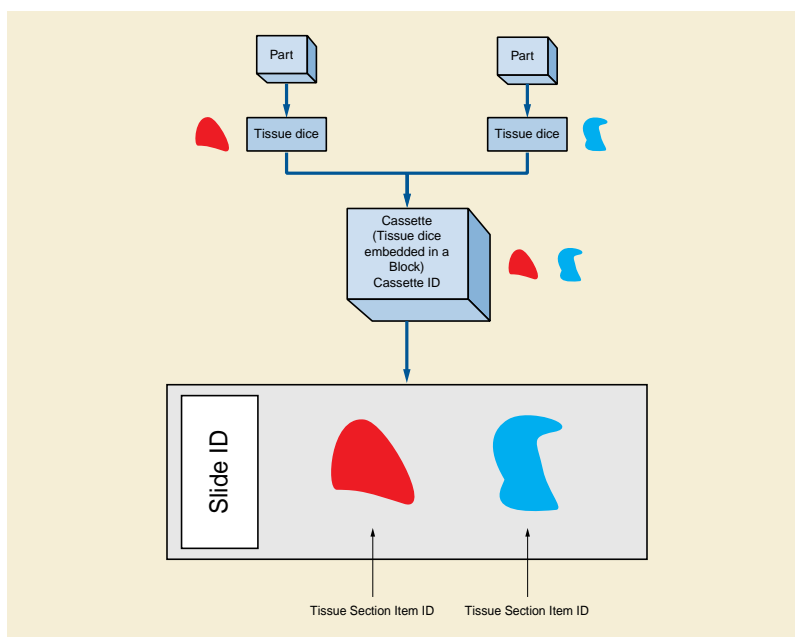 Part
Part
Tissue dice
Tissue dice
Cassette
(Tissue dice
embedded in a
Block)
Cassette ID
Slide ID
Tissue Section Item ID
Tissue Section Item ID